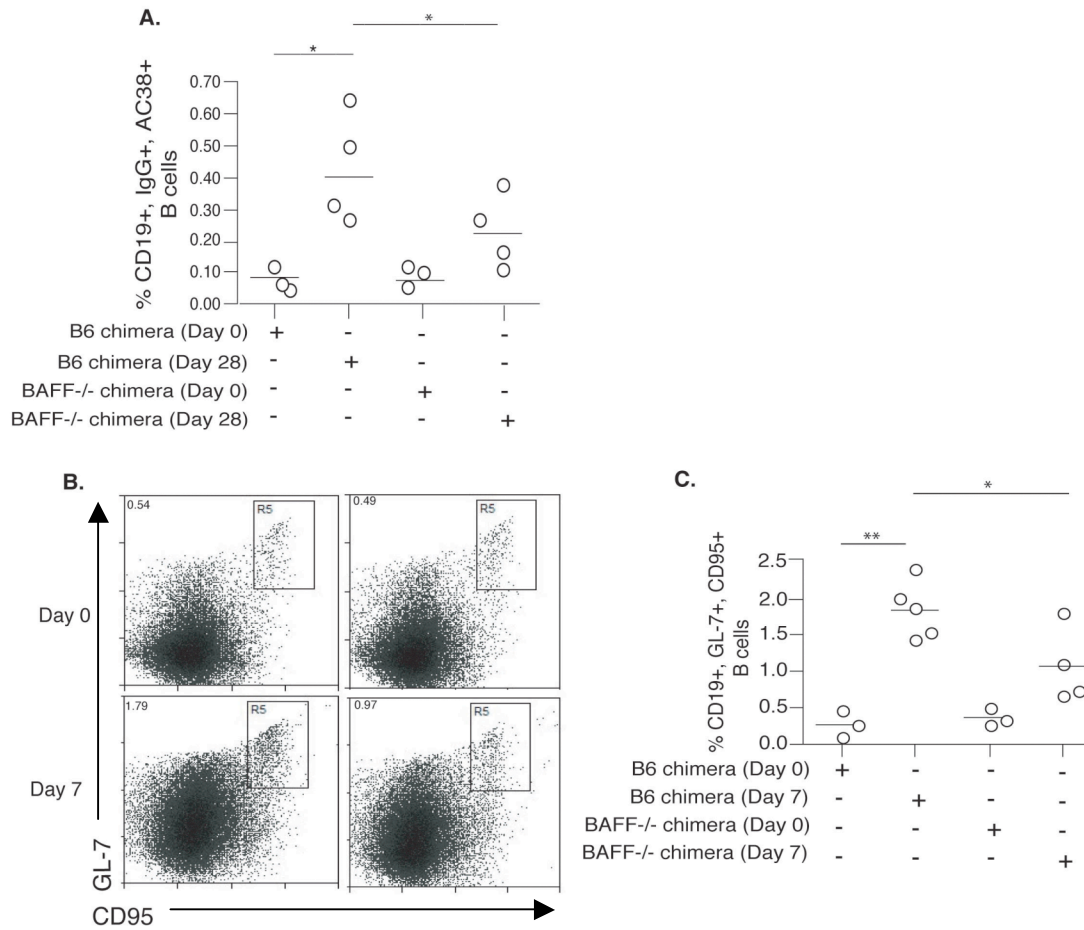 A.
*
*
% CD19+, IgG+, AC38+
B cells
0.70
0.60
0.50
0.40
0.30
0.20
0.10
0.00
B6 chimera (Day 0) + - - -
B6 chimera (Day 28) - + - -
BAFF-/- chimera (Day 0) - - + -
BAFF-/- chimera (Day 28) - - - +
B.
0.54
R5
0.49
R5
Day 0
1.79
R5
0.97
R5
Day 7
GL-7
CD95
C.
*
**
% CD19+, GL-7+, CD95+
B cells
2.5
2.0
1.5
1.0
0.5
0.0
B6 chimera (Day 0) + - - -
B6 chimera (Day 7) - + - -
BAFF-/- chimera (Day 0) - - + -
BAFF-/- chimera (Day 7) - - - +